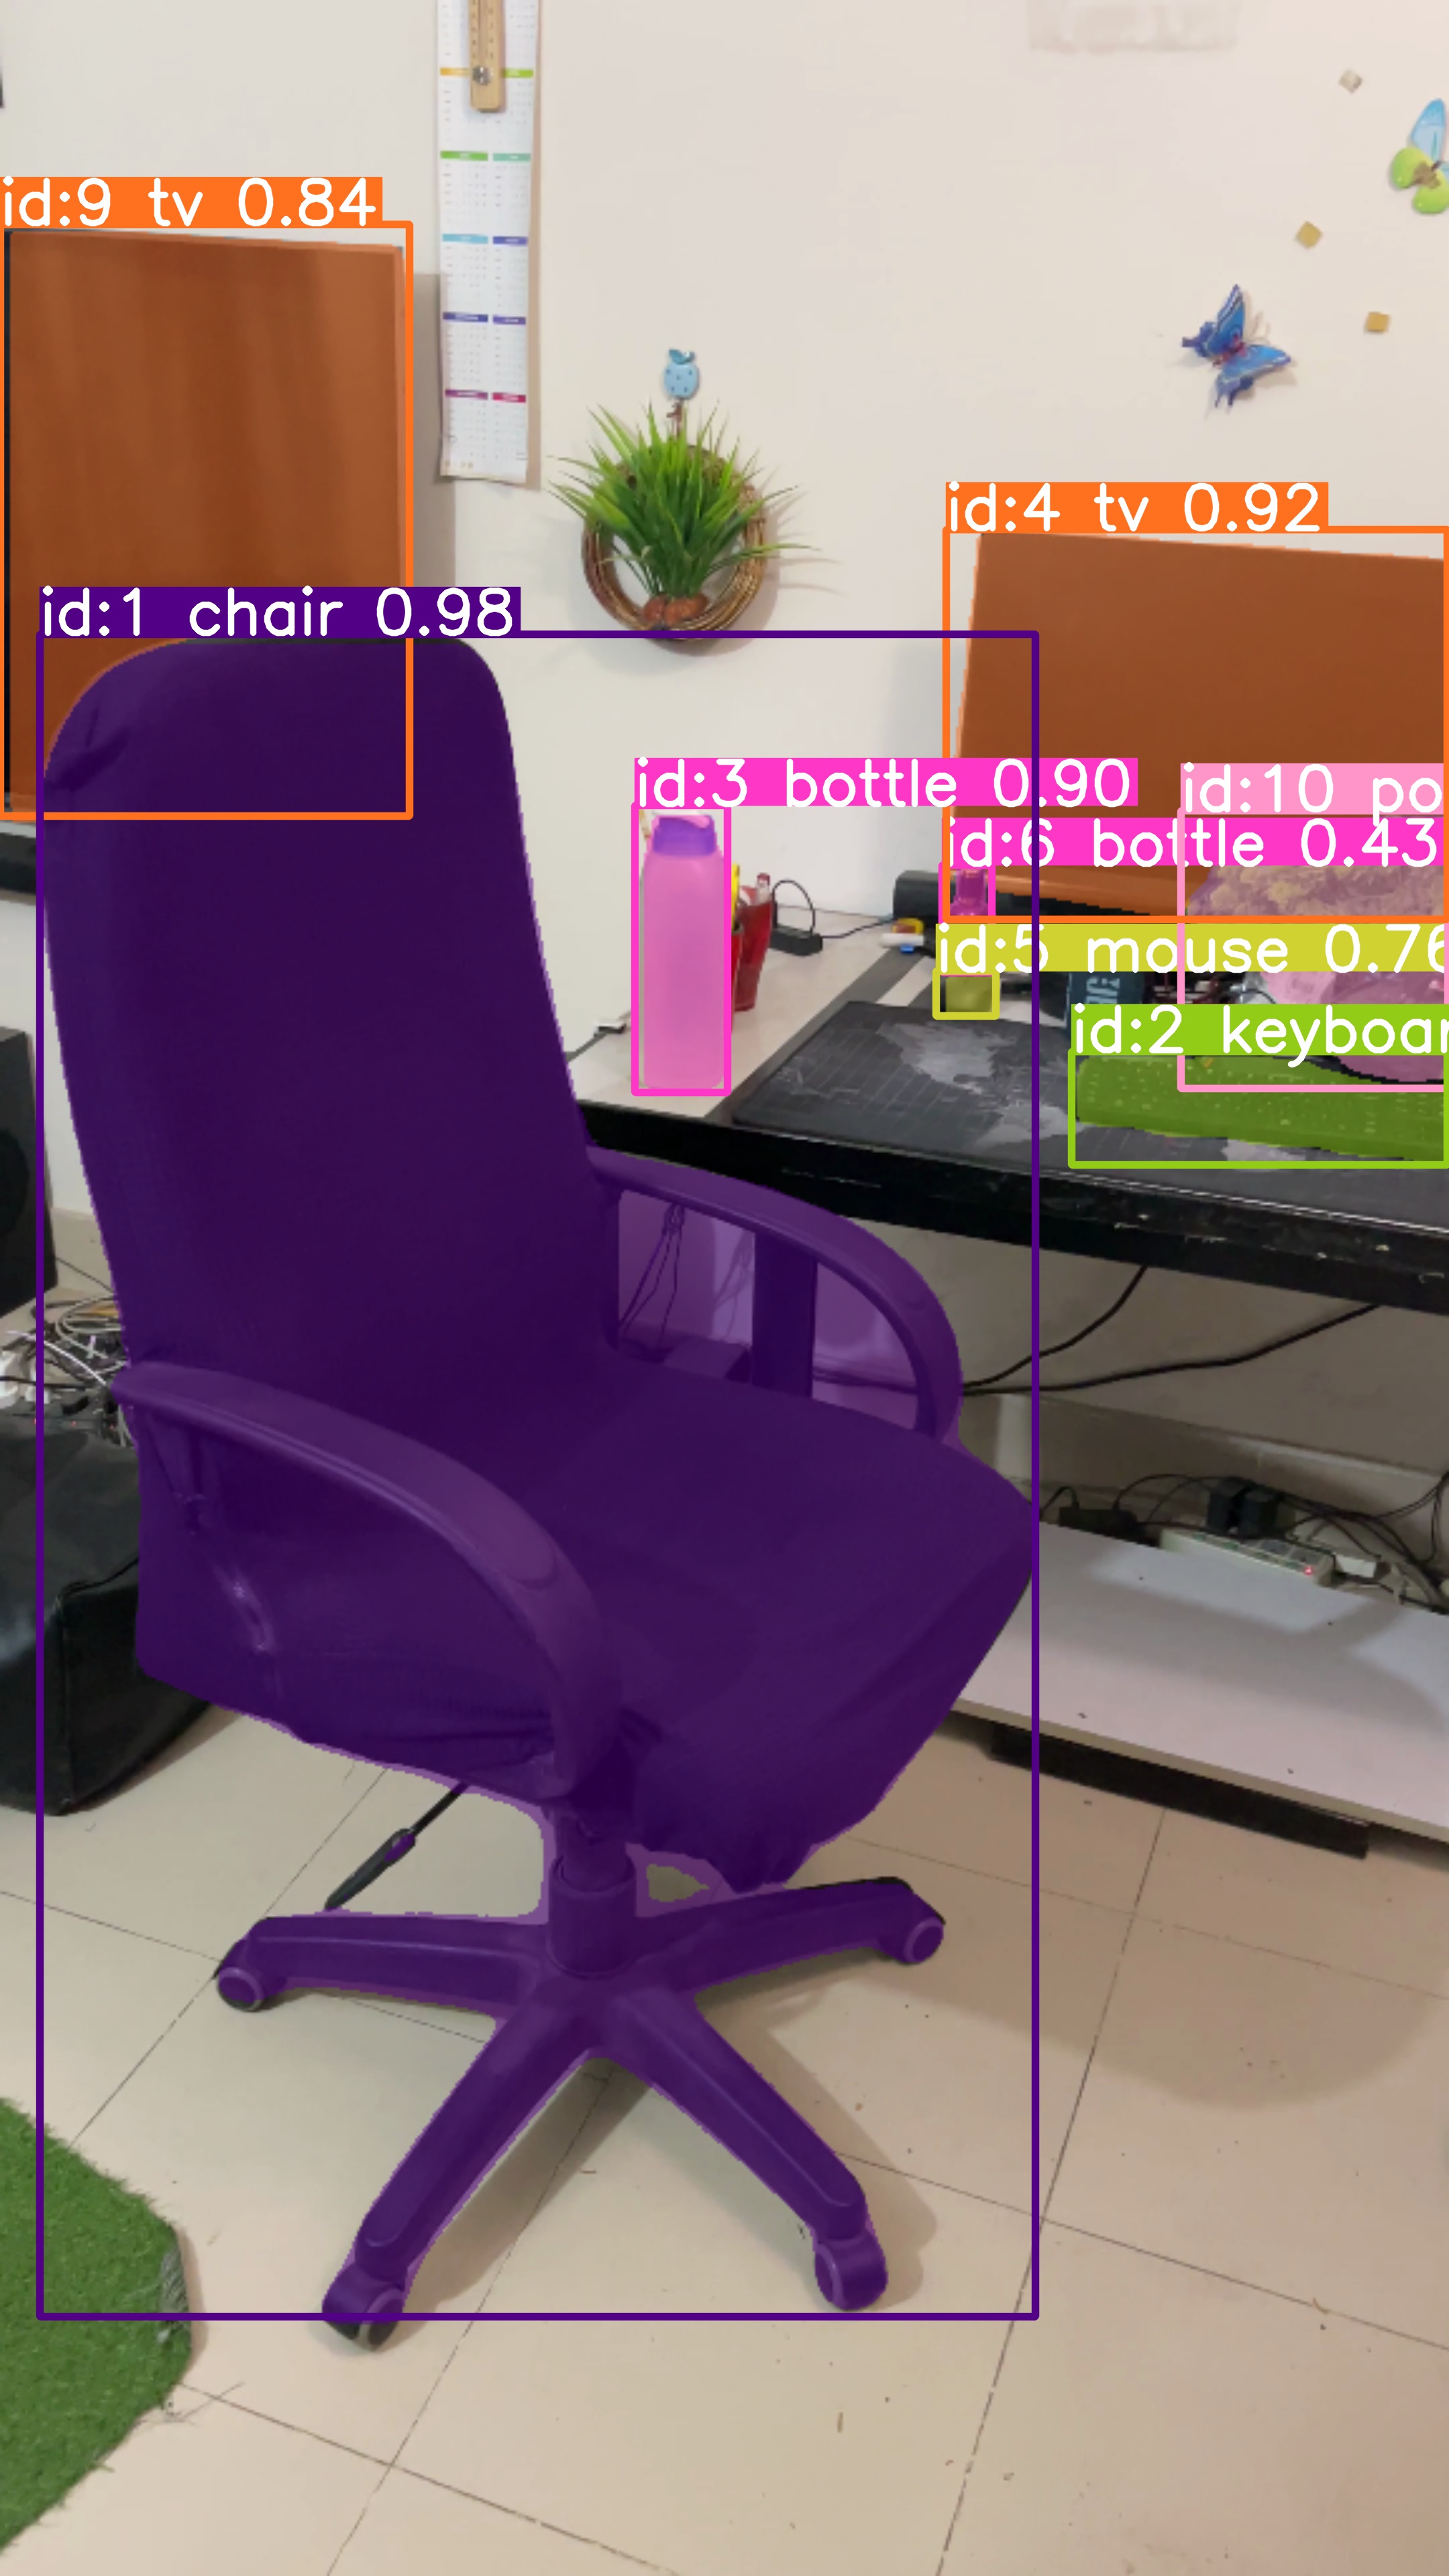 id:9 tv 0.84
id:4 tv 0.92
id:1 chair 0.98
id:3 bottle 0.90
id:10 po
id:6 bottle 0.43
id:5 mouse 0.76
id:2 keyboar